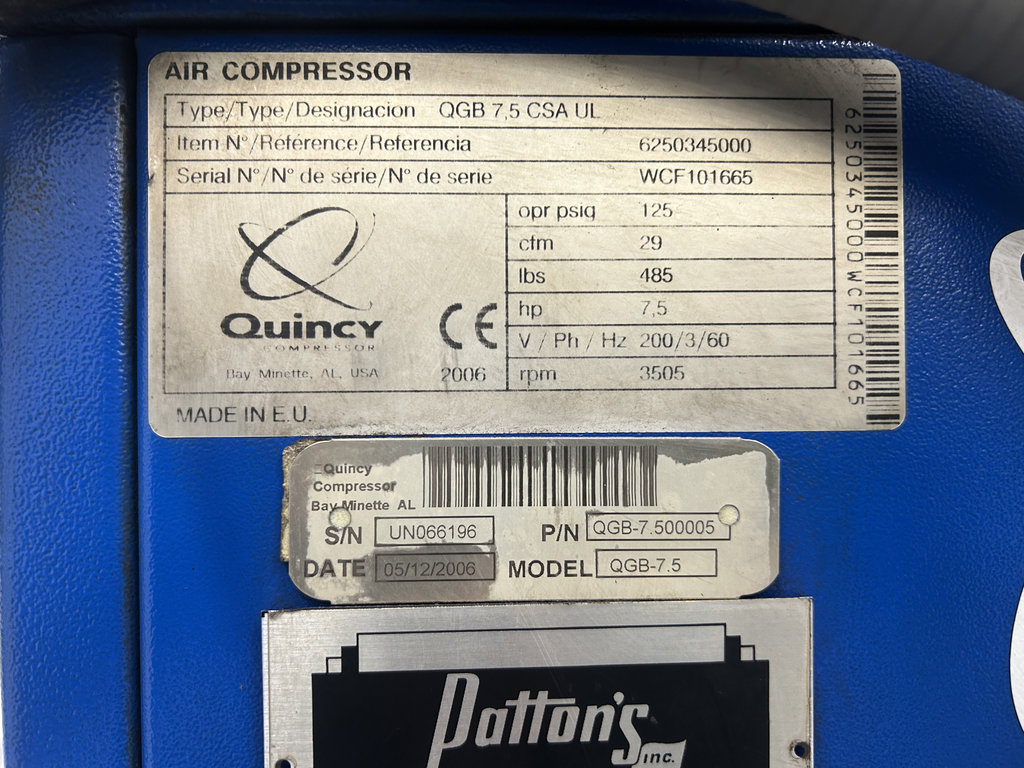 AIR COMPRESSOR
Type/Type/Designacion QGB 7,5 CSA UL
Item N°/Référence/Referencia 6250345000
Serial N°/N° de série/N° de serie WCF101665
opr psig 125
cfm 29
lbs 485
hp 7,5
V / Ph / Hz 200/3/60
rpm 3505
Quincy
COMPRESSOR
Bay Minette, AL, USA
CE
2006
MADE IN E.U.
6250345000WCF101665
Quincy
Compressor
Bay Minette AL
S/N UN066196 P/N QGB-7.500005
DATE 05/12/2006 MODEL QGB-7.5
Patton's
INC.